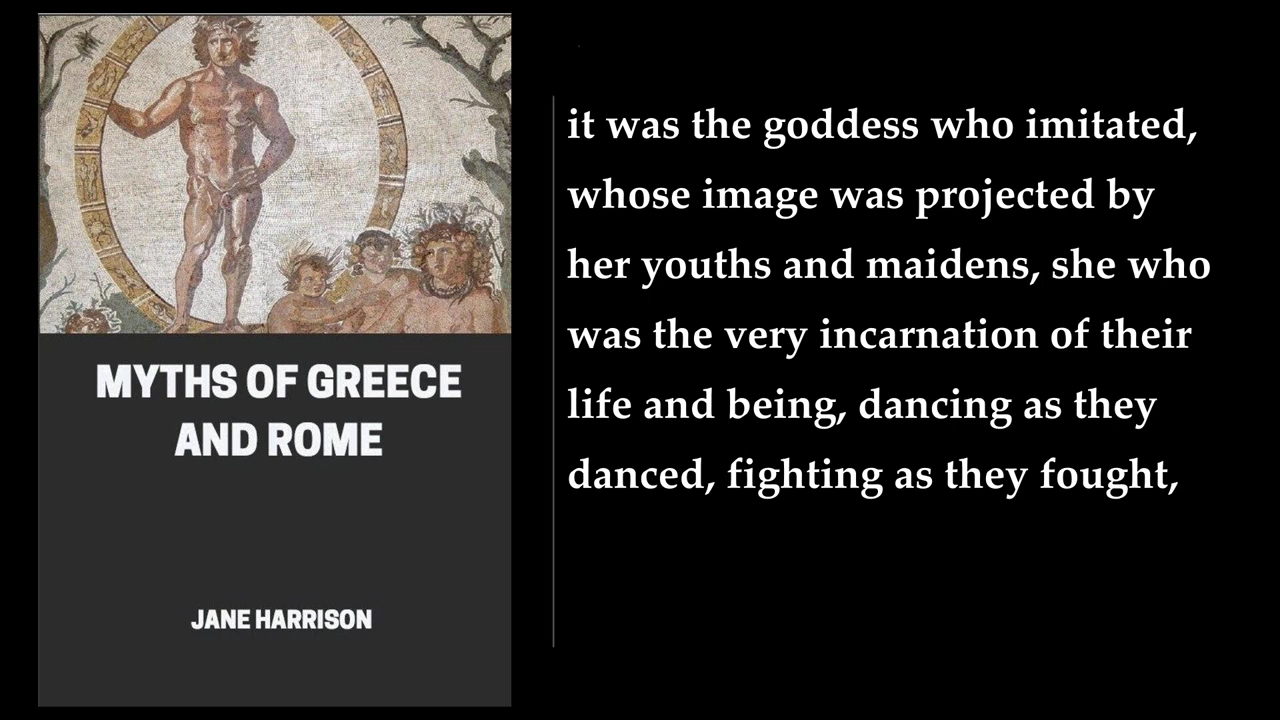 MYTHS OF GREECE
AND ROME
JANE HARRISON
it was the goddess who imitated,
whose image was projected by
her youths and maidens, she who
was the very incarnation of their
life and being, dancing as they
danced, fighting as they fought,